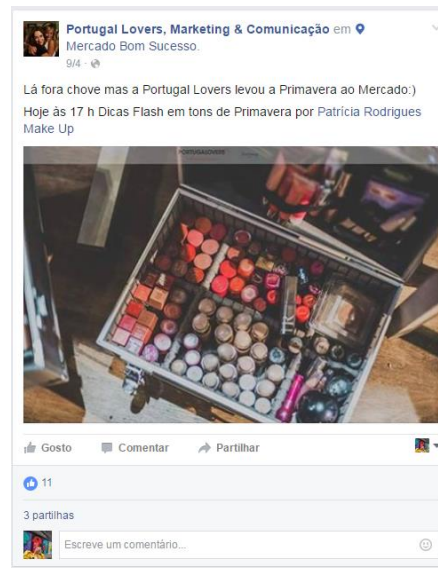 Portugal Lovers, Marketing & Comunicação em
Mercado Bom Sucesso.
9/4 ·
Lá fora chove mas a Portugal Lovers levou a Primavera ao Mercado:)
Hoje às 17 h Dicas Flash em tons de Primavera por Patrícia Rodrigues
Make Up
PORTUGALOVERS
Gosto Comentar Partilhar
11
3 partilhas
Escreve um comentário...